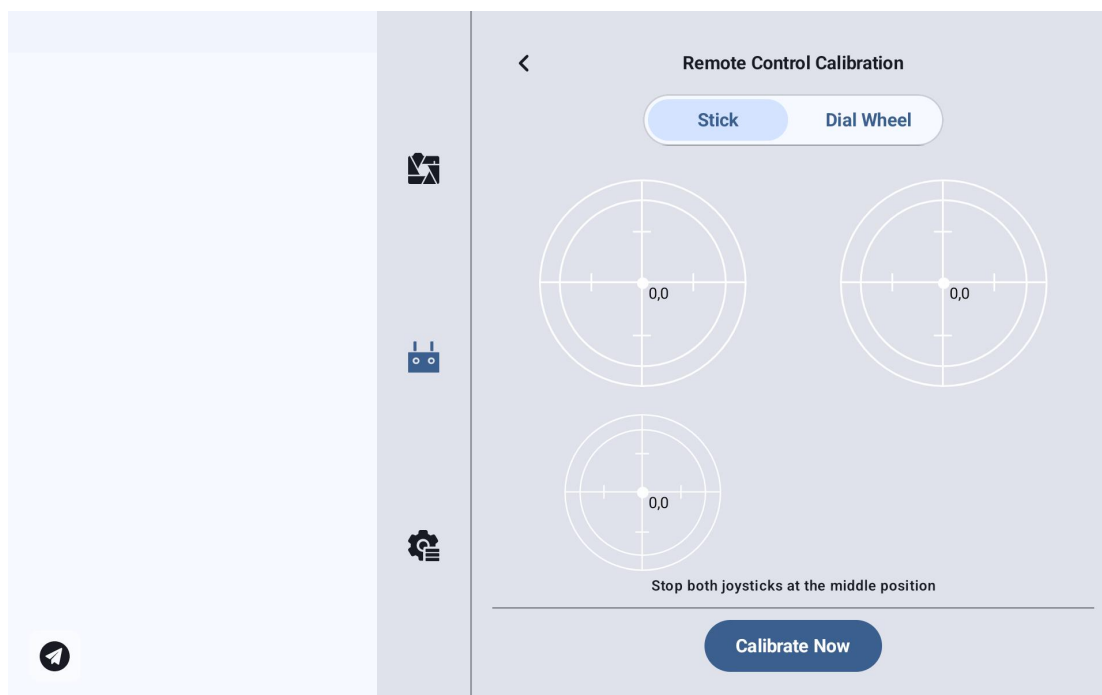 Remote Control Calibration
Stick
Dial Wheel
0,0
0,0
0,0
Stop both joysticks at the middle position
Calibrate Now